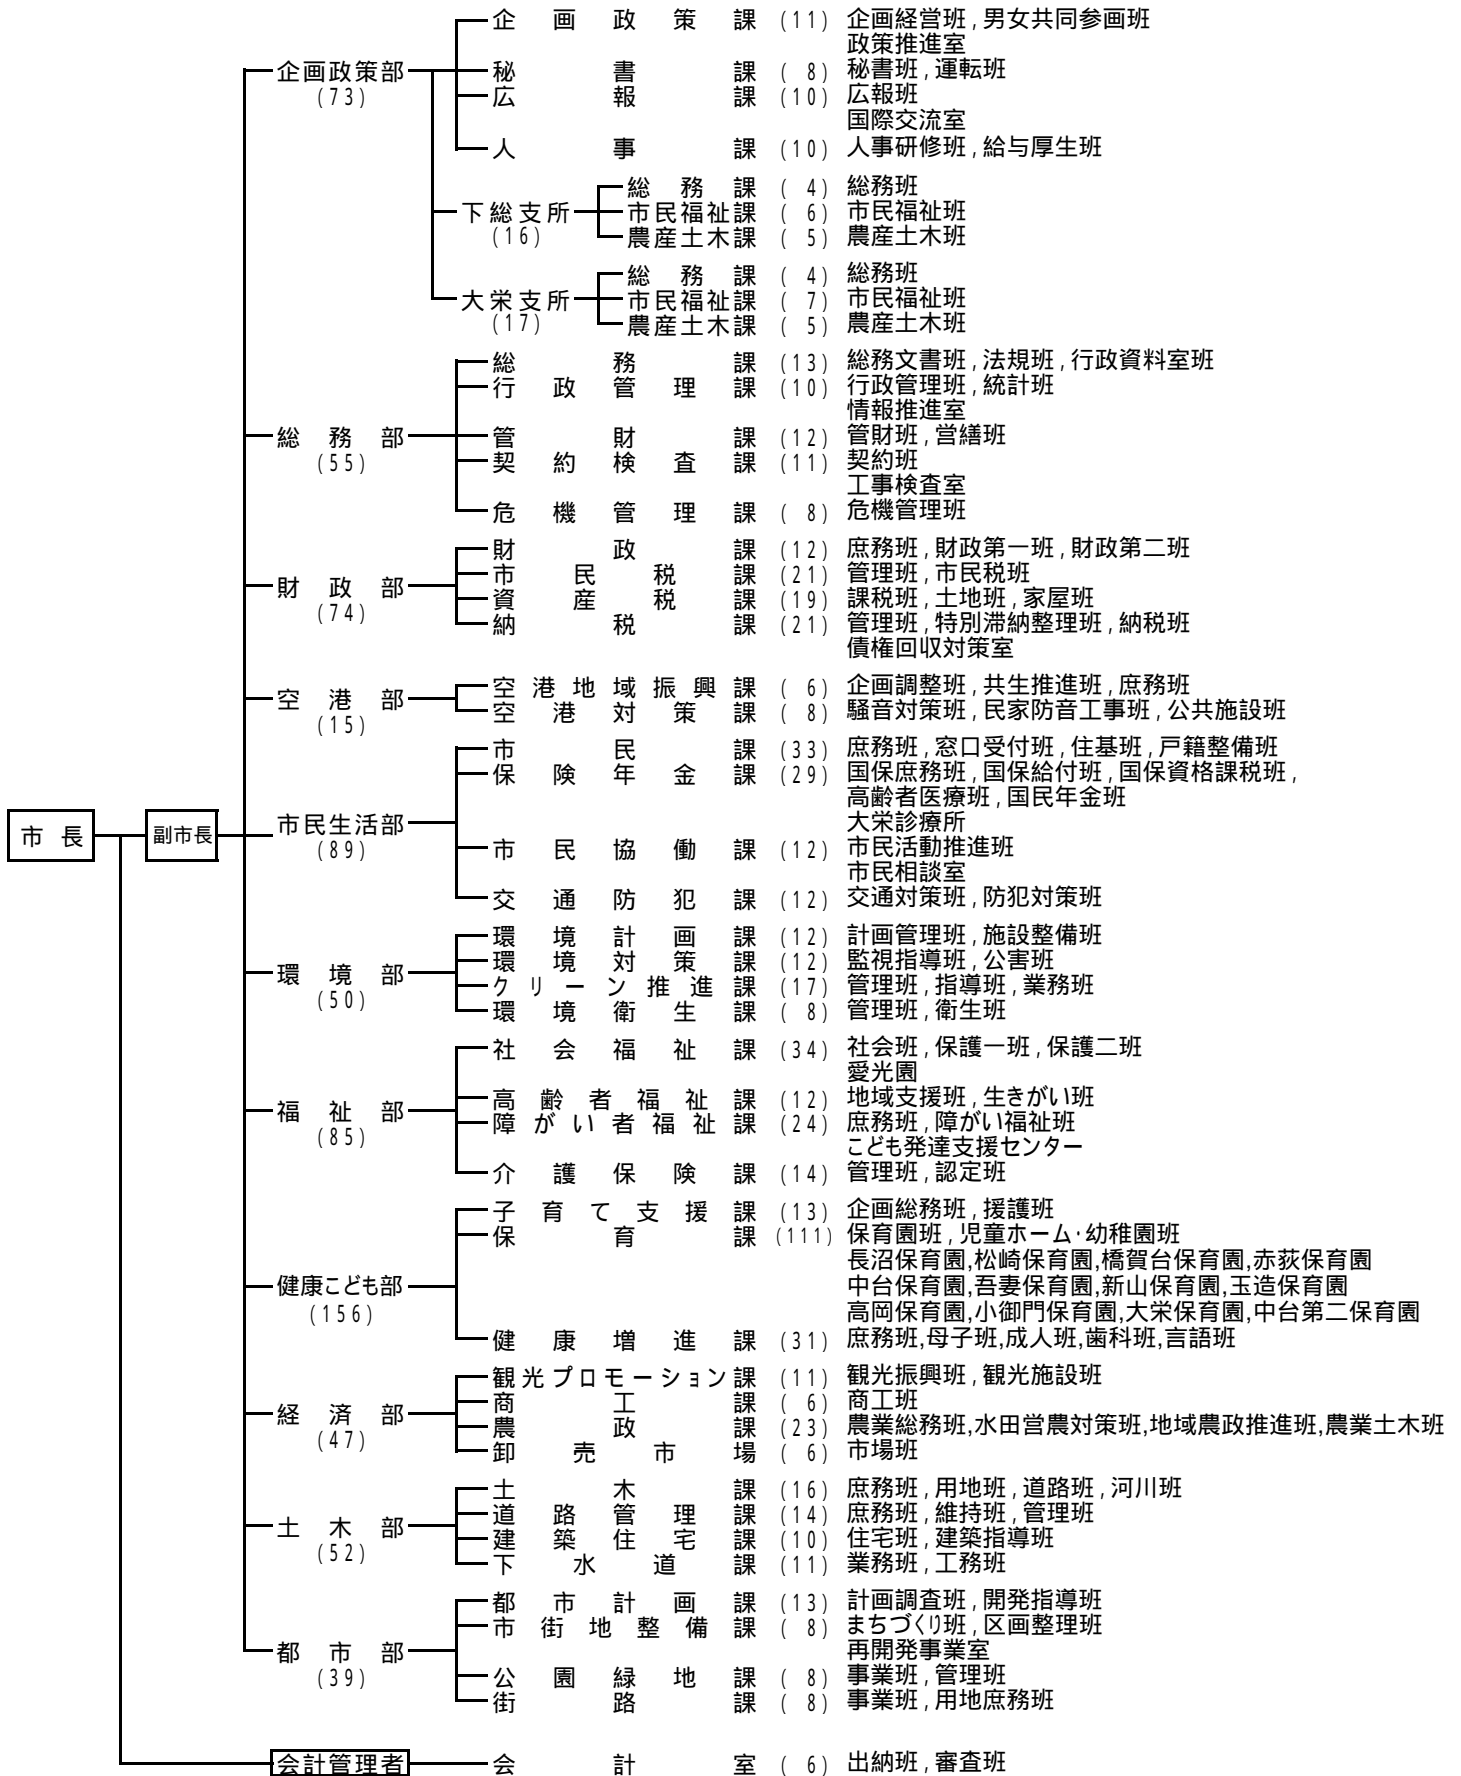 企画政策課 (11) 企画経営班,男女共同参画班
政策推進室
企画政策部 秘書課 ( 8) 秘書班,運転班
(73) 広報課 (10) 広報班
国際交流室
人事課 (10) 人事研修班,給与厚生班
総務課 ( 4) 総務班
下総支所 市民福祉課 ( 6) 市民福祉班
(16) 農産土木課 ( 5) 農産土木班
総務課 ( 4) 総務班
大栄支所 市民福祉課 ( 7) 市民福祉班
(17) 農産土木課 ( 5) 農産土木班
総務課 (13) 総務文書班,法規班,行政資料室班
行政管理課 (10) 行政管理班,統計班
情報推進室
総務部 管財課 (12) 管財班,営繕班
(55) 契約検査課 (11) 契約班
工事検査室
危機管理課 ( 8) 危機管理班
財政課 (12) 庶務班,財政第一班,財政第二班
市民税課 (21) 管理班,市民税班
財政部 資産税課 (19) 課税班,土地班,家屋班
(74) 納税課 (21) 管理班,特別滞納整理班,納税班
債権回収対策室
空港部 空港地域振興課 ( 6) 企画調整班,共生推進班,庶務班
(15) 空港対策課 ( 8) 騒音対策班,民家防音工事班,公共施設班
市民課 (33) 庶務班,窓口受付班,住基班,戸籍整備班
保険年金課 (29) 国保庶務班,国保給付班,国保資格課税班,
高齢者医療班,国民年金班
市長 副市長 市民生活部 大栄診療所
(89) 市民協働課 (12) 市民活動推進班
市民相談室
交通防犯課 (12) 交通対策班,防犯対策班
環境計画課 (12) 計画管理班,施設整備班
環境部 環境対策課 (12) 監視指導班,公害班
(50) クリーン推進課 (17) 管理班,指導班,業務班
環境衛生課 ( 8) 管理班,衛生班
社会福祉課 (34) 社会班,保護一班,保護二班
愛光園
福祉部 高齢者福祉課 (12) 地域支援班,生きがい班
(85) 障がい者福祉課 (24) 庶務班,障がい福祉班
こども発達支援センター
介護保険課 (14) 管理班,認定班
子育て支援課 (13) 企画総務班,援護班
保育課 (111) 保育園班,児童ホーム・幼稚園班
長沼保育園,松崎保育園,橋賀台保育園,赤荻保育園
健康こども部 中台保育園,吾妻保育園,新山保育園,玉造保育園
(156) 高岡保育園,小御門保育園,大栄保育園,中台第二保育園
健康増進課 (31) 庶務班,母子班,成人班,歯科班,言語班
観光プロモーション課 (11) 観光振興班,観光施設班
経済部 商工課 ( 6) 商工班
(47) 農政課 (23) 農業総務班,水田営農対策班,地域農政推進班,農業土木班
卸売市場 ( 6) 市場班
土木課 (16) 庶務班,用地班,道路班,河川班
土木部 道路管理課 (14) 庶務班,維持班,管理班
(52) 建築住宅課 (10) 住宅班,建築指導班
下水道課 (11) 業務班,工務班
都市計画課 (13) 計画調査班,開発指導班
市街地整備課 ( 8) まちづくり班,区画整理班
都市部 再開発事業室
(39) 公園緑地課 ( 8) 事業班,管理班
街路課 ( 8) 事業班,用地庶務班
会計管理者 会計室 ( 6) 出納班,審査班